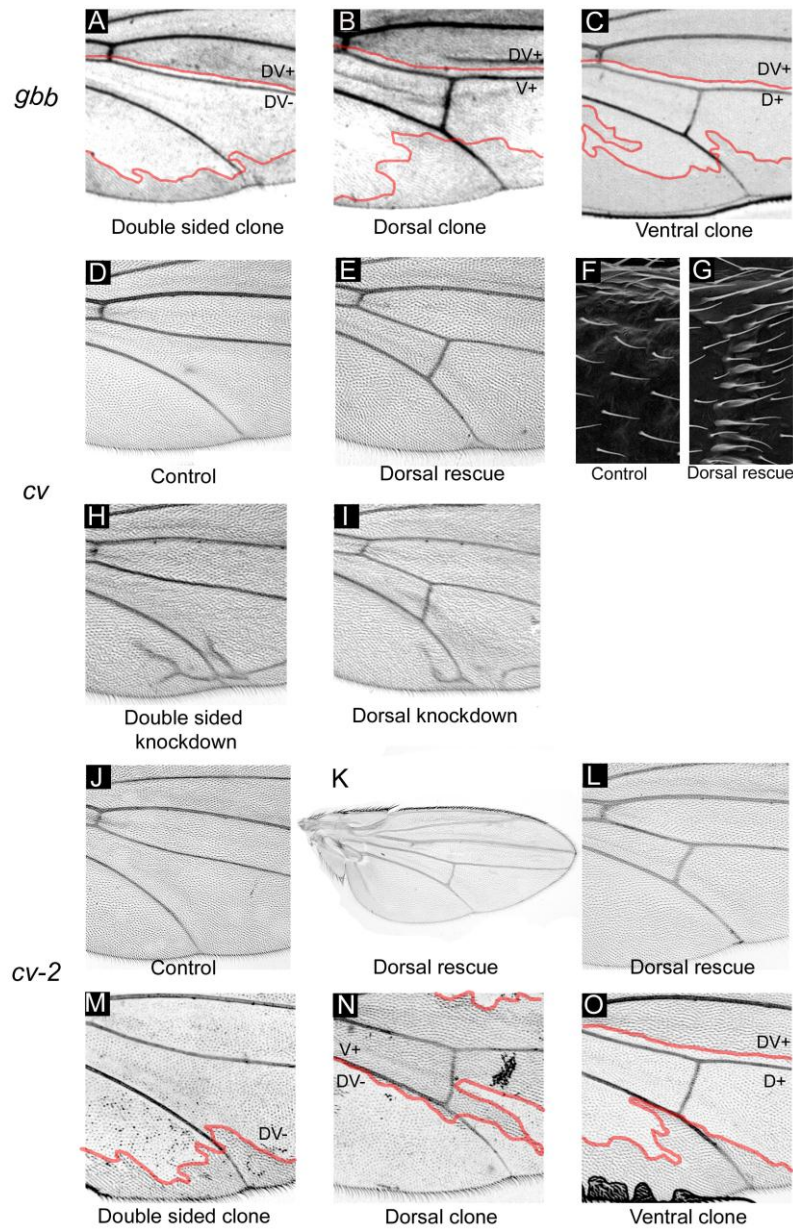 A
DV+
DV-
Double sided clone
B
DV+
V+
Dorsal clone
C
DV+
D+
Ventral clone
gbb
D
Control
E
Dorsal rescue
F
Control
G
Dorsal rescue
cv
H
Double sided
knockdown
I
Dorsal knockdown
J
Control
K
Dorsal rescue
L
Dorsal rescue
cv-2
M
DV-
Double sided clone
N
V+
DV-
Dorsal clone
O
DV+
D+
Ventral clone